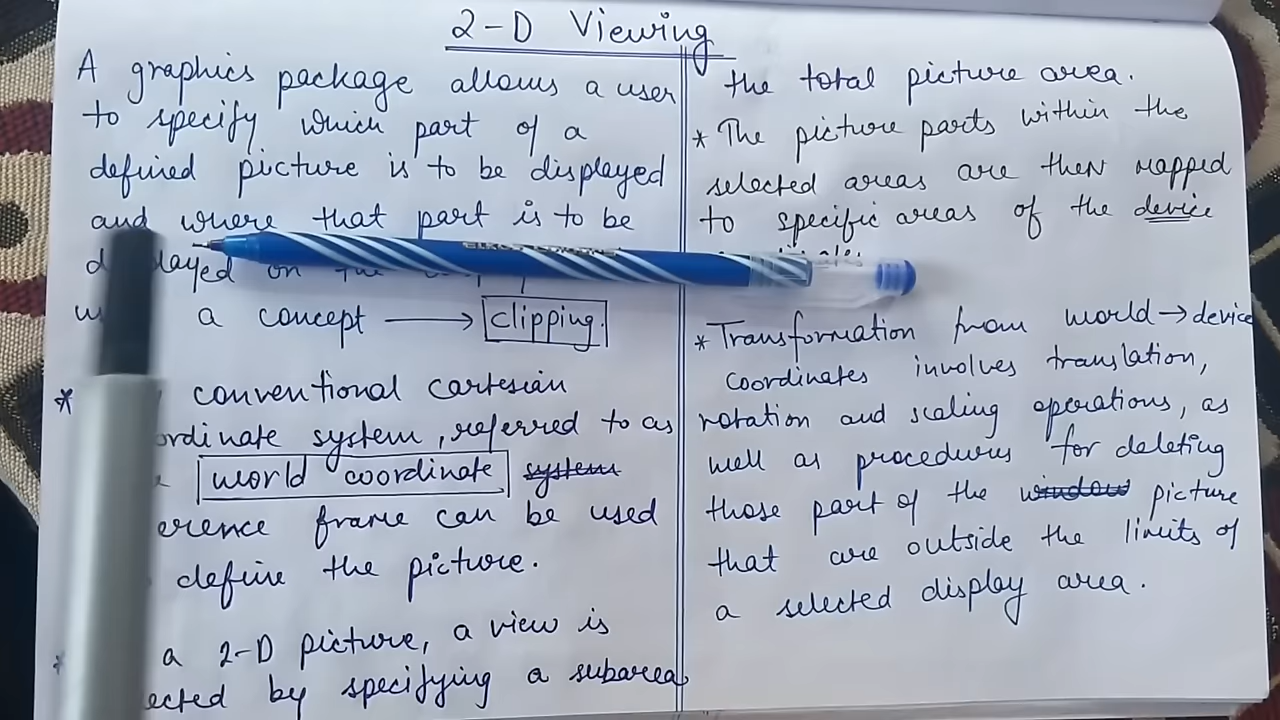 2-D Viewing
A graphics package allows a user
to specify which part of a
defined picture is to be displayed
and where that part is to be
on the
a concept → clipping.
* conventional cartesian
system, referred to as
world coordinate system
frame can be used
define the picture.
* a 2-D picture, a view is
by specifying a subarea
the total picture area.
* The picture parts within the
selected areas are then mapped
to specific areas of the device
* Transformation from world → device
coordinates involves translation,
rotation and scaling operations, as
well as procedures for deleting
those part of the window picture
that are outside the limits of
a selected display area.